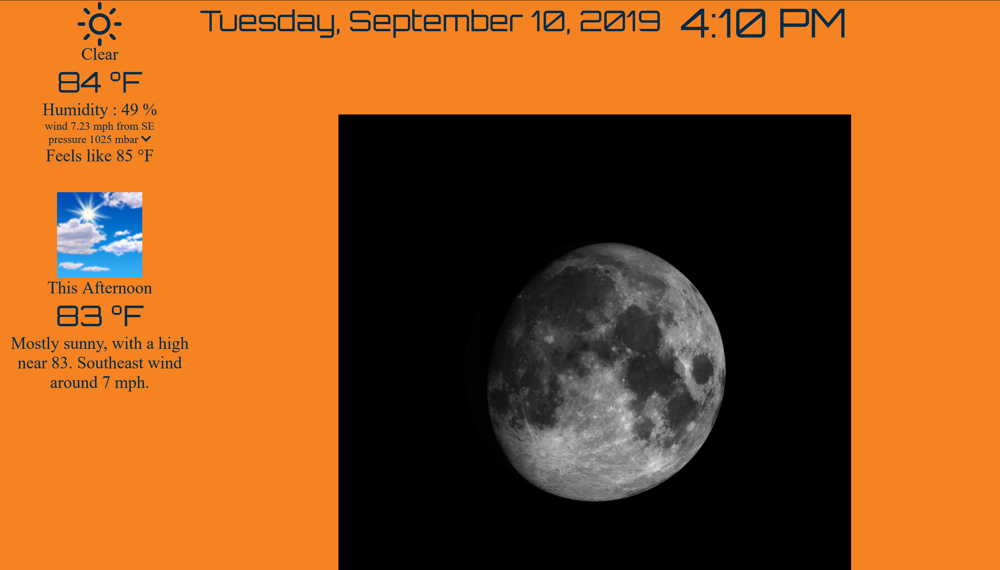 Tuesday, September 10, 2019 4:10 PM
Clear
84 °F
Humidity : 49 %
wind 7.23 mph from SE
pressure 1025 mbar
Feels like 85 °F
This Afternoon
83 °F
Mostly sunny, with a high
near 83. Southeast wind
around 7 mph.